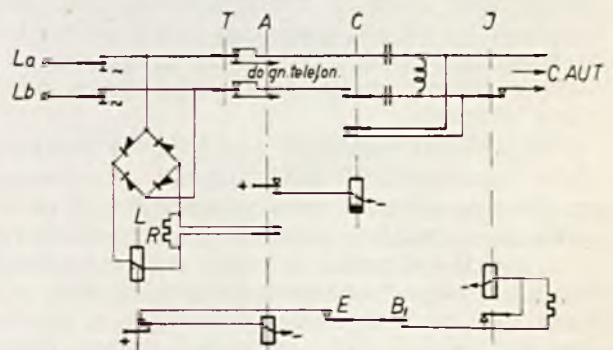 T A C J
La ~
do gn. telefon.
C. AUT
Lb ~
+ -
L
R
-
E B₁
+ -